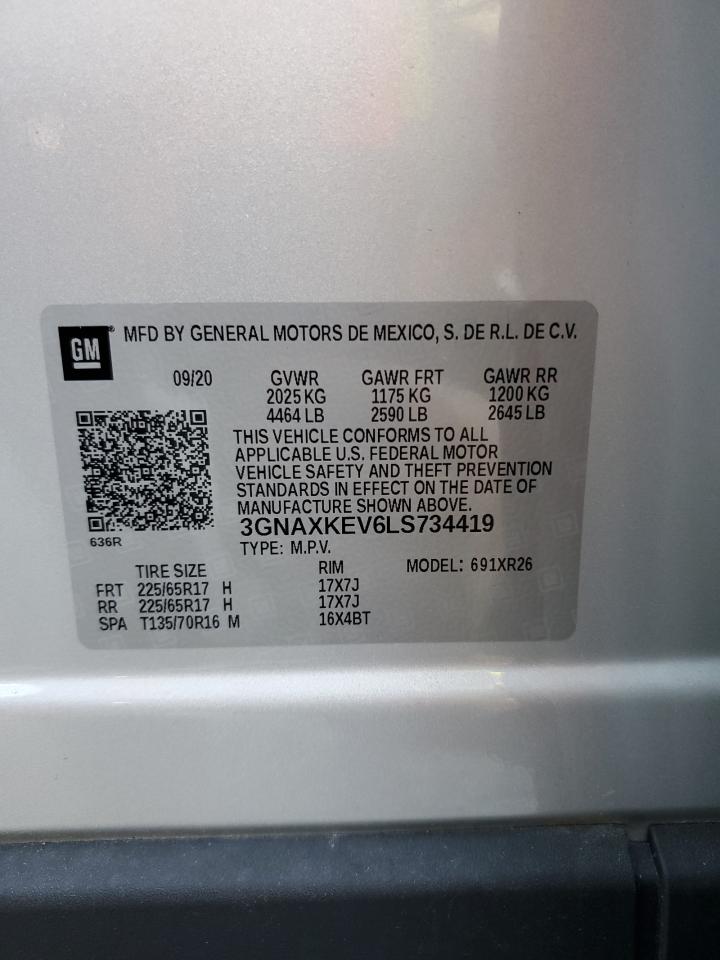 GM
MFD BY GENERAL MOTORS DE MEXICO, S. DE R.L. DE C.V.
09/20 GVWR GAWR FRT GAWR RR
2025 KG 1175 KG 1200 KG
4464 LB 2590 LB 2645 LB
THIS VEHICLE CONFORMS TO ALL
APPLICABLE U.S. FEDERAL MOTOR
VEHICLE SAFETY AND THEFT PREVENTION
STANDARDS IN EFFECT ON THE DATE OF
MANUFACTURE SHOWN ABOVE.
3GNAXKEV6LS734419
636R
TYPE: M.P.V.
TIRE SIZE RIM MODEL: 691XR26
FRT 225/65R17 H 17X7J
RR 225/65R17 H 17X7J
SPA T135/70R16 M 16X4BT